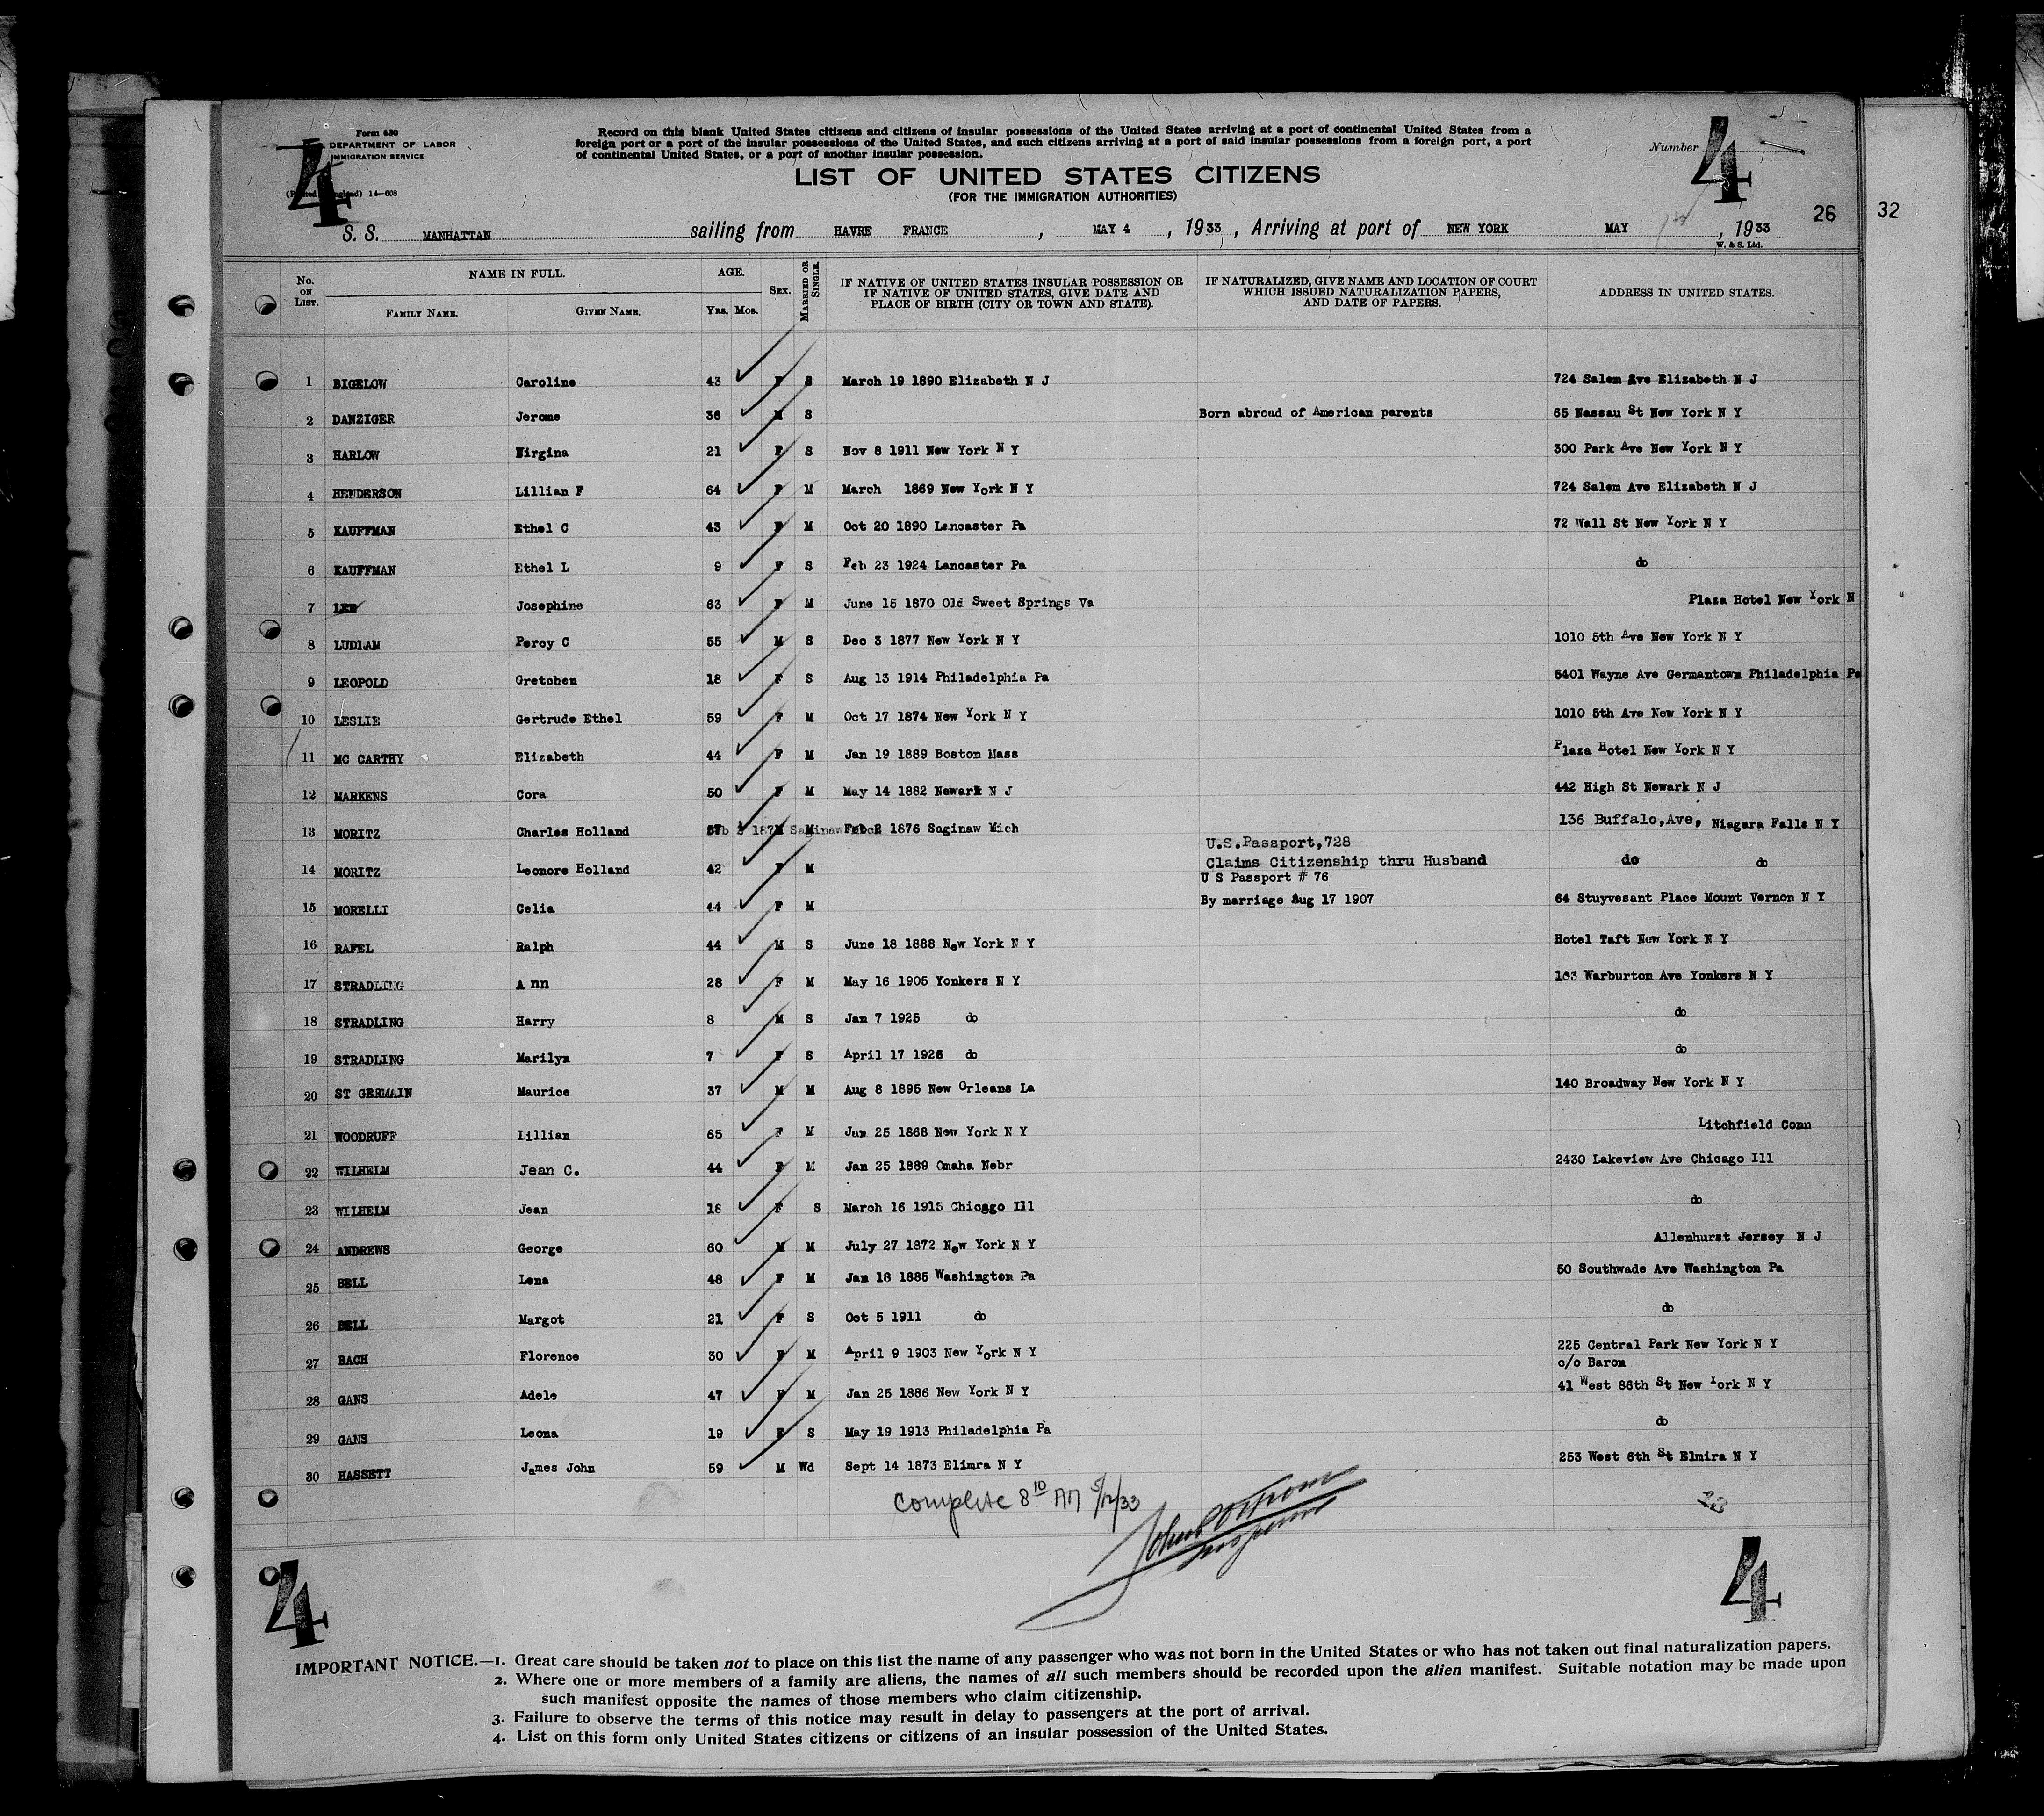 Form 630
DEPARTMENT OF LABOR
IMMIGRATION SERVICE
14—608
4
Record on this blank United States citizens and citizens of insular possessions of the United States arriving at a port of continental United States from a
foreign port or a port of the insular possessions of the United States, and such citizens arriving at a port of said insular possessions from a foreign port, a port
of continental United States, or a port of another insular possession.
Number 4
LIST OF UNITED STATES CITIZENS
(FOR THE IMMIGRATION AUTHORITIES)
26 32
S. S. MANHATTAN sailing from HAVRE FRANCE , MAY 4 , 1933 , Arriving at port of NEW YORK MAY 12 , 1933
W. & S. Ltd.
No. ON LIST. NAME IN FULL. FAMILY NAME. GIVEN NAME. AGE. YRS. MOS. SEX. MARRIED OR SINGLE. IF NATIVE OF UNITED STATES INSULAR POSSESSION OR IF NATIVE OF UNITED STATES, GIVE DATE AND PLACE OF BIRTH (CITY OR TOWN AND STATE). IF NATURALIZED, GIVE NAME AND LOCATION OF COURT WHICH ISSUED NATURALIZATION PAPERS, AND DATE OF PAPERS. ADDRESS IN UNITED STATES.
1 BIGELOW Caroline 43 F S March 19 1890 Elizabeth N J 724 Salem Ave Elizabeth N J
2 DANZIGER Jerome 36 M S Born abroad of American parents 65 Nassau St New York N Y
3 HARLOW Virgina 21 F S Nov 8 1911 New York N Y 300 Park Ave New York N Y
4 HENDERSON Lillian F 64 F M March 1869 New York N Y 724 Salem Ave Elizabeth N J
5 KAUFFMAN Ethel C 43 F M Oct 20 1890 Lancaster Pa 72 Wall St New York N Y
6 KAUFFMAN Ethel L 9 F S Feb 23 1924 Lancaster Pa do
7 LEE Josephine 63 F M June 15 1870 Old Sweet Springs Va Plaza Hotel New York N
8 LUDLAM Percy C 55 M S Dec 3 1877 New York N Y 1010 5th Ave New York N Y
9 LEOPOLD Gretchen 18 F S Aug 13 1914 Philadelphia Pa 5401 Wayne Ave Germantown Philadelphia Pa
10 LESLIE Gertrude Ethel 59 F M Oct 17 1874 New York N Y 1010 5th Ave New York N Y
11 MC CARTHY Elizabeth 44 F M Jan 19 1889 Boston Mass Plaza Hotel New York N Y
12 MARKENS Cora 50 F M May 14 1882 Newark N J 442 High St Newark N J
13 MORITZ Charles Holland 57 M M Feb 2 1876 Saginaw Mich 136 Buffalo,Ave, Niagara Falls N Y
U.S.Passport,728
14 MORITZ Leonore Holland 42 F M Claims Citizenship thru Husband do do
U S Passport # 76
15 MORELLI Celia 44 F M By marriage Aug 17 1907 64 Stuyvesant Place Mount Vernon N Y
16 RAFEL Ralph 44 M S June 18 1888 New York N Y Hotel Taft New York N Y
17 STRADLING Ann 28 F M May 16 1905 Yonkers N Y 163 Warburton Ave Yonkers N Y
18 STRADLING Harry 8 M S Jan 7 1925 do do
19 STRADLING Marilyn 7 F S April 17 1926 do do
20 ST GERMAIN Maurice 37 M M Aug 8 1895 New Orleans La 140 Broadway New York N Y
21 WOODRUFF Lillian 65 F M Jan 25 1868 New York N Y Litchfield Conn
22 WILHELM Jean C. 44 F M Jan 25 1889 Omaha Nebr 2430 Lakeview Ave Chicago Ill
23 WILHELM Jean 18 F S March 16 1915 Chicago Ill do
24 ANDREWS George 60 M M July 27 1872 New York N Y Allenhurst Jersey N J
25 BELL Lena 48 F M Jan 18 1885 Washington Pa 50 Southwade Ave Washington Pa
26 BELL Margot 21 F S Oct 5 1911 do do
27 BACH Florence 30 F M April 9 1903 New York N Y 225 Central Park New York N Y
c/o Baron
28 GANS Adele 47 F M Jan 25 1886 New York N Y 41 West 86th St New York N Y
29 GANS Leona 19 F S May 19 1913 Philadelphia Pa do
30 HASSETT James John 59 M Wd Sept 14 1873 Elimra N Y 253 West 6th St Elmira N Y
complete 8 10 5/12/33
4 4
IMPORTANT NOTICE.—1. Great care should be taken not to place on this list the name of any passenger who was not born in the United States or who has not taken out final naturalization papers.
2. Where one or more members of a family are aliens, the names of all such members should be recorded upon the alien manifest. Suitable notation may be made upon
such manifest opposite the names of those members who claim citizenship.
3. Failure to observe the terms of this notice may result in delay to passengers at the port of arrival.
4. List on this form only United States citizens or citizens of an insular possession of the United States.